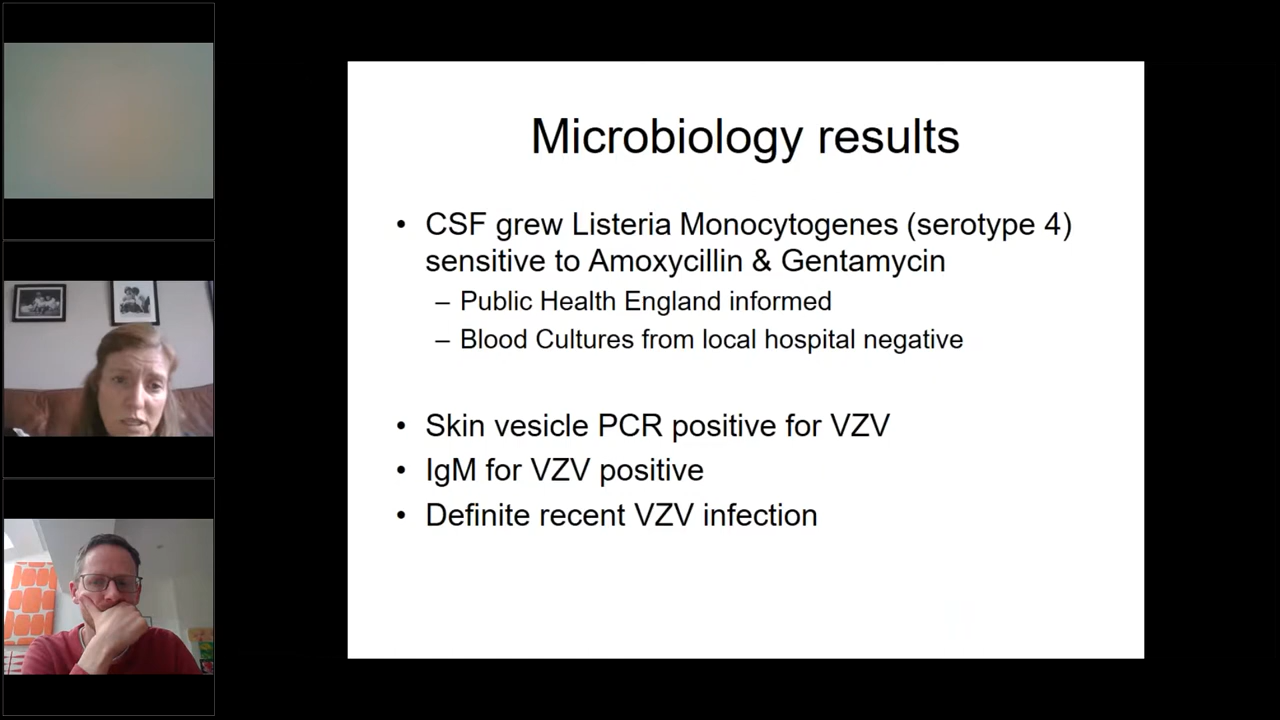 Microbiology results
• CSF grew Listeria Monocytogenes (serotype 4)
sensitive to Amoxycillin & Gentamycin
– Public Health England informed
– Blood Cultures from local hospital negative
• Skin vesicle PCR positive for VZV
• IgM for VZV positive
• Definite recent VZV infection